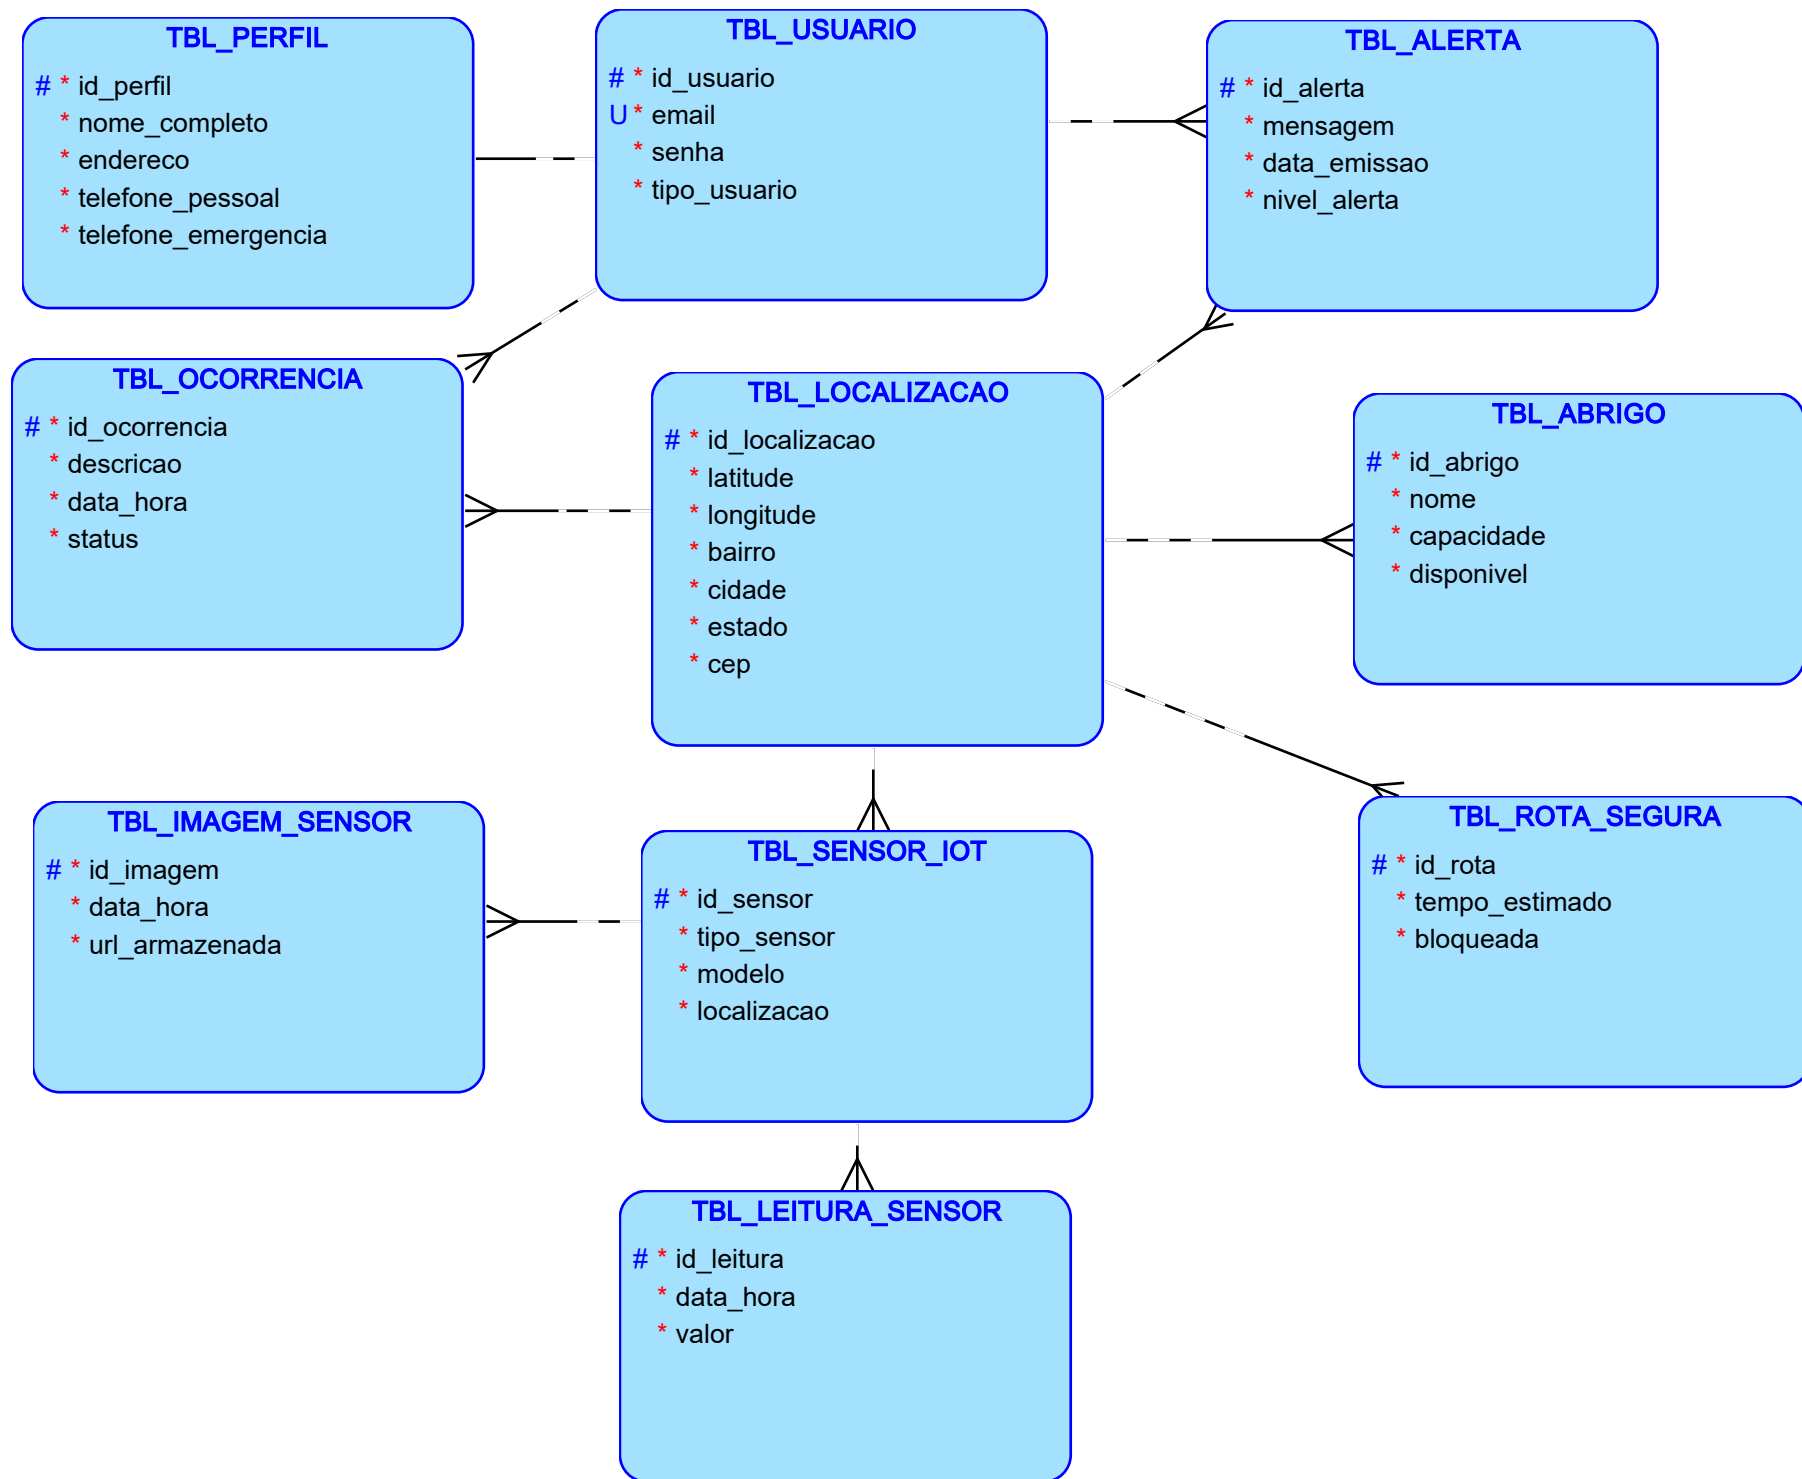 TBL_PERFIL
# * id_perfil
* nome_completo
* endereco
* telefone_pessoal
* telefone_emergencia
TBL_USUARIO
# * id_usuario
U * email
* senha
* tipo_usuario
TBL_ALERTA
# * id_alerta
* mensagem
* data_emissao
* nivel_alerta
TBL_OCORRENCIA
# * id_ocorrencia
* descricao
* data_hora
* status
TBL_LOCALIZACAO
# * id_localizacao
* latitude
* longitude
* bairro
* cidade
* estado
* cep
TBL_ABRIGO
# * id_abrigo
* nome
* capacidade
* disponivel
TBL_IMAGEM_SENSOR
# * id_imagem
* data_hora
* url_armazenada
TBL_SENSOR_IOT
# * id_sensor
* tipo_sensor
* modelo
* localizacao
TBL_ROTA_SEGURA
# * id_rota
* tempo_estimado
* bloqueada
TBL_LEITURA_SENSOR
# * id_leitura
* data_hora
* valor